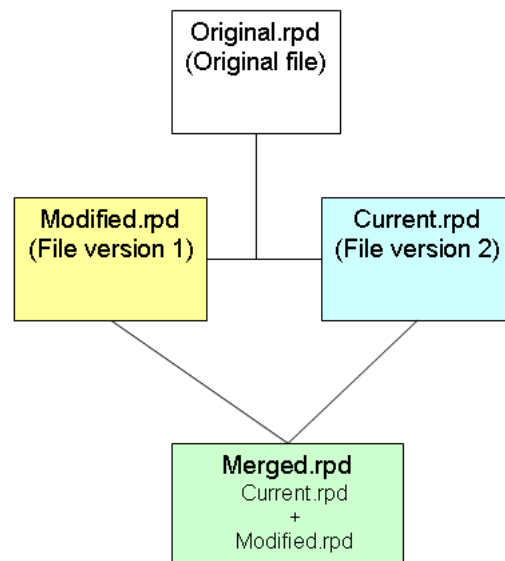 Original.rpd
(Original file)
Modified.rpd
(File version 1)
Current.rpd
(File version 2)
Merged.rpd
Current.rpd
+
Modified.rpd